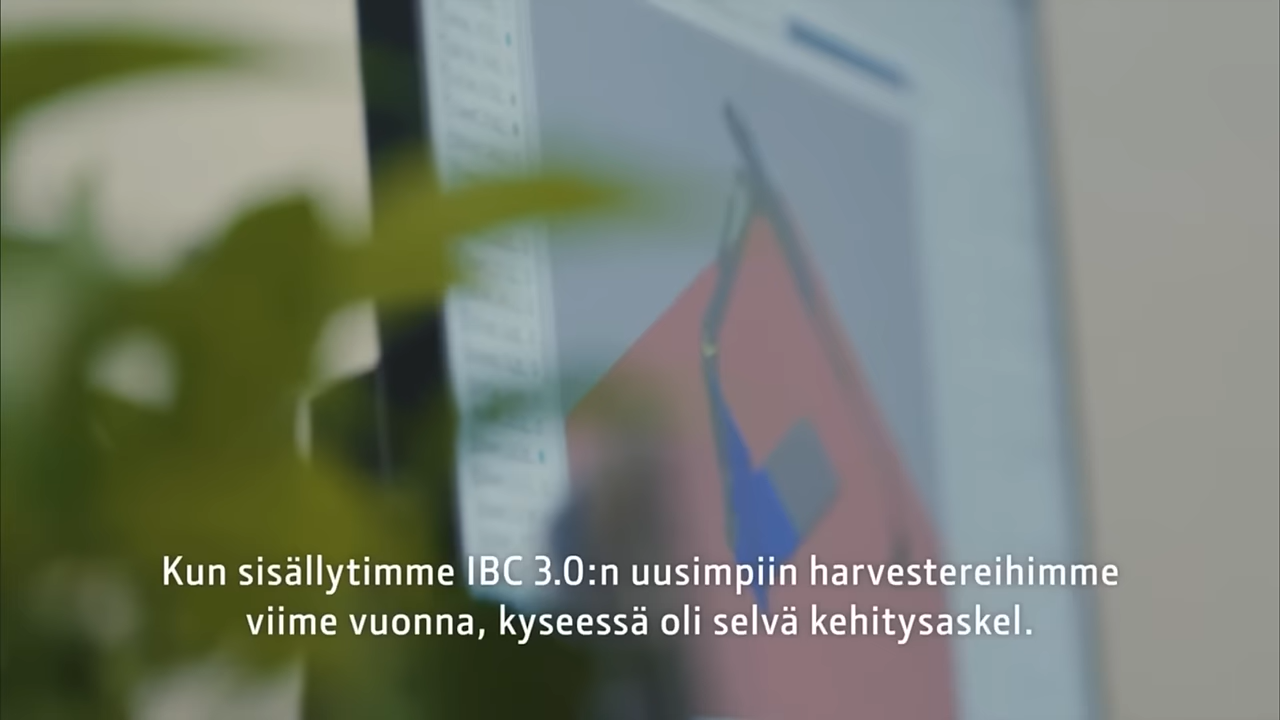 Kun sisällytimme IBC 3.0:n uusimpiin harvestereihimme
viime vuonna, kyseessä oli selvä kehitysaskel.